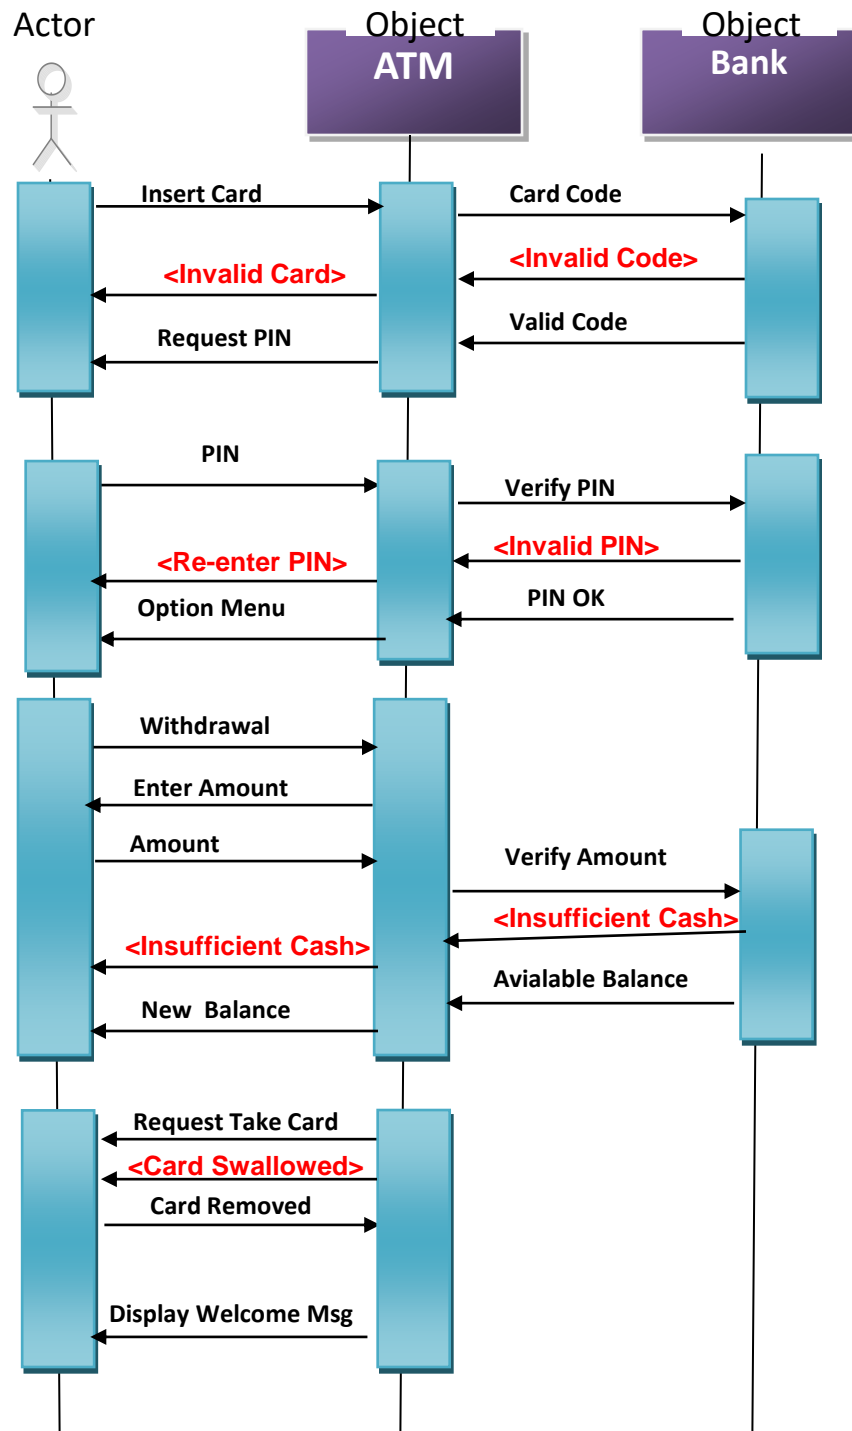 Actor
Object
Object
ATM
Bank
Insert Card
Card Code
<Invalid Card>
<Invalid Code>
Request PIN
Valid Code
PIN
Verify PIN
<Re-enter PIN>
<Invalid PIN>
Option Menu
PIN OK
Withdrawal
Enter Amount
Amount
Verify Amount
<Insufficient Cash>
<Insufficient Cash>
Avialable Balance
New  Balance
Request Take Card
<Card Swallowed>
Card Removed
Display Welcome Msg